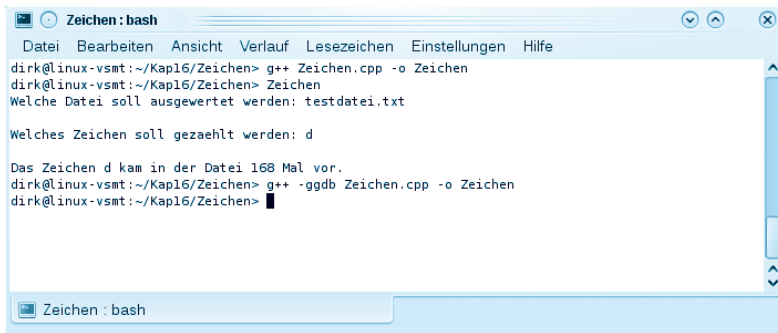 Zeichen : bash
Datei Bearbeiten Ansicht Verlauf Lesezeichen Einstellungen Hilfe
dirk@linux-vsmt:~/Kap16/Zeichen> g++ Zeichen.cpp -o Zeichen
dirk@linux-vsmt:~/Kap16/Zeichen> Zeichen
Welche Datei soll ausgewertet werden: testdatei.txt
Welches Zeichen soll gezaehlt werden: d
Das Zeichen d kam in der Datei 168 Mal vor.
dirk@linux-vsmt:~/Kap16/Zeichen> g++ -ggdb Zeichen.cpp -o Zeichen
dirk@linux-vsmt:~/Kap16/Zeichen>
Zeichen : bash